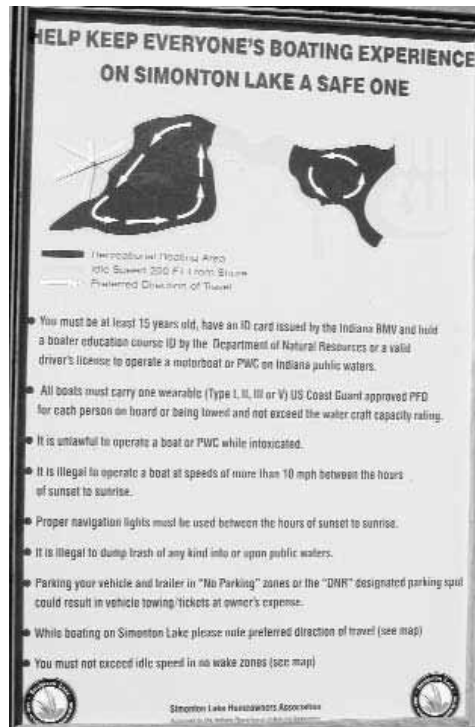 HELP KEEP EVERYONE'S BOATING EXPERIENCE
ON SIMONTON LAKE A SAFE ONE
Recreational Boating Area
Idle Speed 200 FT From Shore
Preferred Direction of Travel
You must be at least 15 years old, have an ID card issued by the Indiana BMV and hold
a boater education course ID by the Department of Natural Resources or a valid
driver's license to operate a motorboat or PWC on Indiana public waters.
All boats must carry one wearable (Type I, II, III or V) US Coast Guard approved PFD
for each person on board or being towed and not exceed the water craft capacity rating.
It is unlawful to operate a boat or PWC while intoxicated.
It is illegal to operate a boat at speeds of more than 10 mph between the hours
of sunset to sunrise.
Proper navigation lights must be used between the hours of sunset to sunrise.
It is illegal to dump trash of any kind into or upon public waters.
Parking your vehicle and trailer in "No Parking" zones or the "DNR" designated parking spot
could result in vehicle towing/tickets at owner's expense.
While boating on Simonton Lake please note preferred direction of travel (see map)
You must not exceed idle speed in no wake zones (see map)
Simonton Lake Homeowners Association